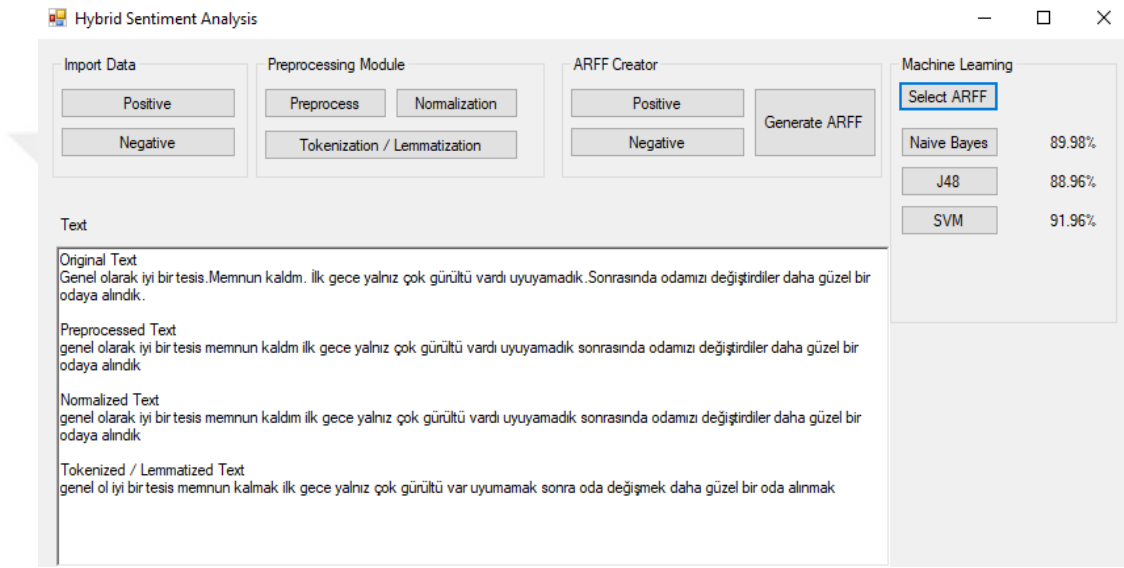 Hybrid Sentiment Analysis
Import Data
Positive
Negative
Preprocessing Module
Preprocess
Normalization
Tokenization / Lemmatization
ARFF Creator
Positive
Negative
Generate ARFF
Machine Learning
Select ARFF
Naive Bayes 89.98%
J48 88.96%
SVM 91.96%
Text
Original Text
Genel olarak iyi bir tesis.Memnun kaldm. İlk gece yalnız çok gürültü vardı uyuyamadık.Sonrasında odamızı değiştirdiler daha güzel bir
odaya alındık.
Preprocessed Text
genel olarak iyi bir tesis memnun kaldm ilk gece yalnız çok gürültü vardı uyuyamadık sonrasında odamızı değiştirdiler daha güzel bir
odaya alındık
Normalized Text
genel olarak iyi bir tesis memnun kaldım ilk gece yalnız çok gürültü vardı uyuyamadık sonrasında odamızı değiştirdiler daha güzel bir
odaya alındık
Tokenized / Lemmatized Text
genel ol iyi bir tesis memnun kalmak ilk gece yalnız çok gürültü var uyumamak sonra oda değişmek daha güzel bir oda alınmak